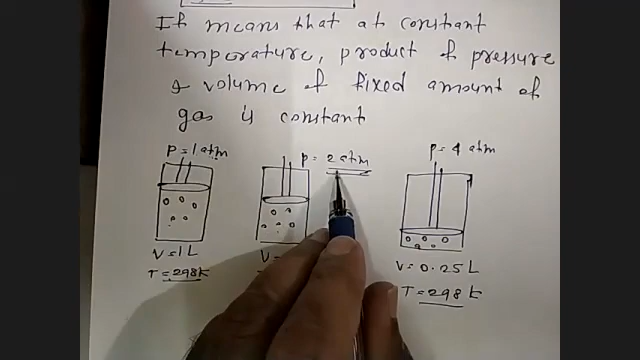 It means that at constant
temperature, product of pressure
& volume of fixed amount of
gas is constant
P = 1 atm
P = 2 atm
P = 4 atm
V = 1 L
V =
V = 0.25 L
T = 298 K
T = 298 K